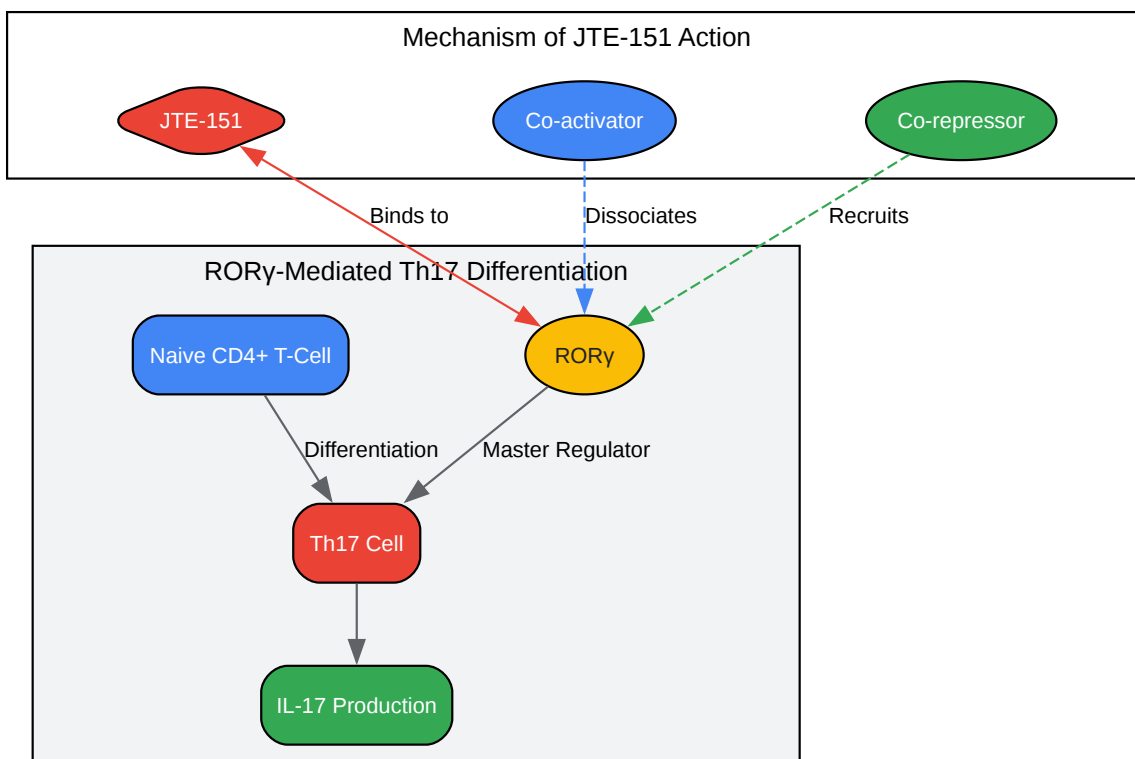 Mechanism of JTE-151 Action
JTE-151
Co-activator
Co-repressor
Binds to
Dissociates
Recruits
RORγ-Mediated Th17 Differentiation
Naive CD4+ T-Cell
RORγ
Differentiation
Master Regulator
Th17 Cell
IL-17 Production